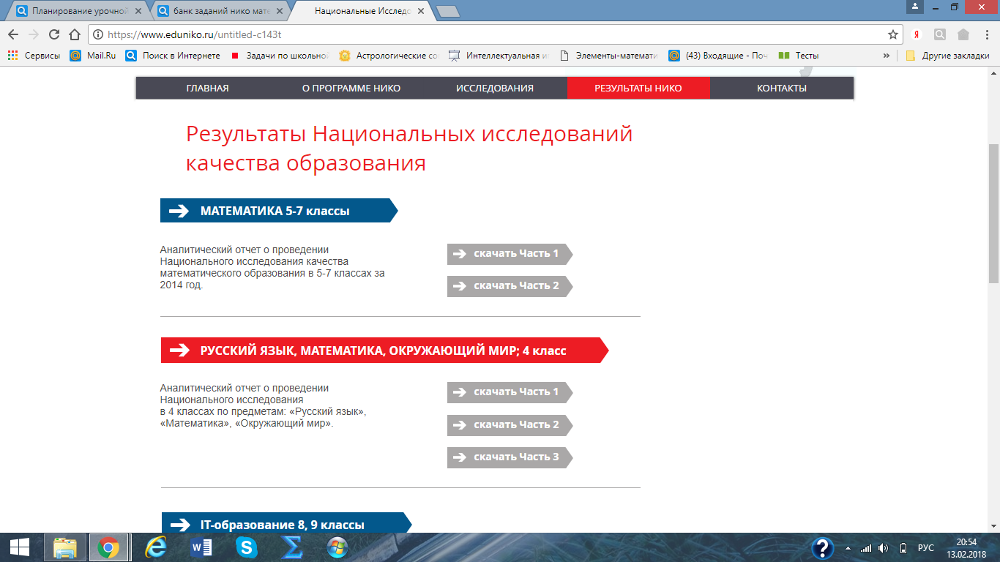 Планирование урочной
банк заданий нико мате
Национальные Исследо
https://www.eduniko.ru/untitled-c143t
Сервисы Mail.Ru Поиск в Интернете Задачи по школьной Астрологические со Интеллектуальная и Элементы-математи (43) Входящие - Поч Тесты » Другие закладки
ГЛАВНАЯ О ПРОГРАММЕ НИКО ИССЛЕДОВАНИЯ РЕЗУЛЬТАТЫ НИКО КОНТАКТЫ
Результаты Национальных исследований
качества образования
МАТЕМАТИКА 5-7 классы
Аналитический отчет о проведении
Национального исследования качества
математического образования в 5-7 классах за
2014 год.
скачать Часть 1
скачать Часть 2
РУССКИЙ ЯЗЫК, МАТЕМАТИКА, ОКРУЖАЮЩИЙ МИР; 4 класс
Аналитический отчет о проведении
Национального исследования
в 4 классах по предметам: «Русский язык»,
«Математика», «Окружающий мир».
скачать Часть 1
скачать Часть 2
скачать Часть 3
IT-образование 8, 9 классы
РУС
20:54
13.02.2018